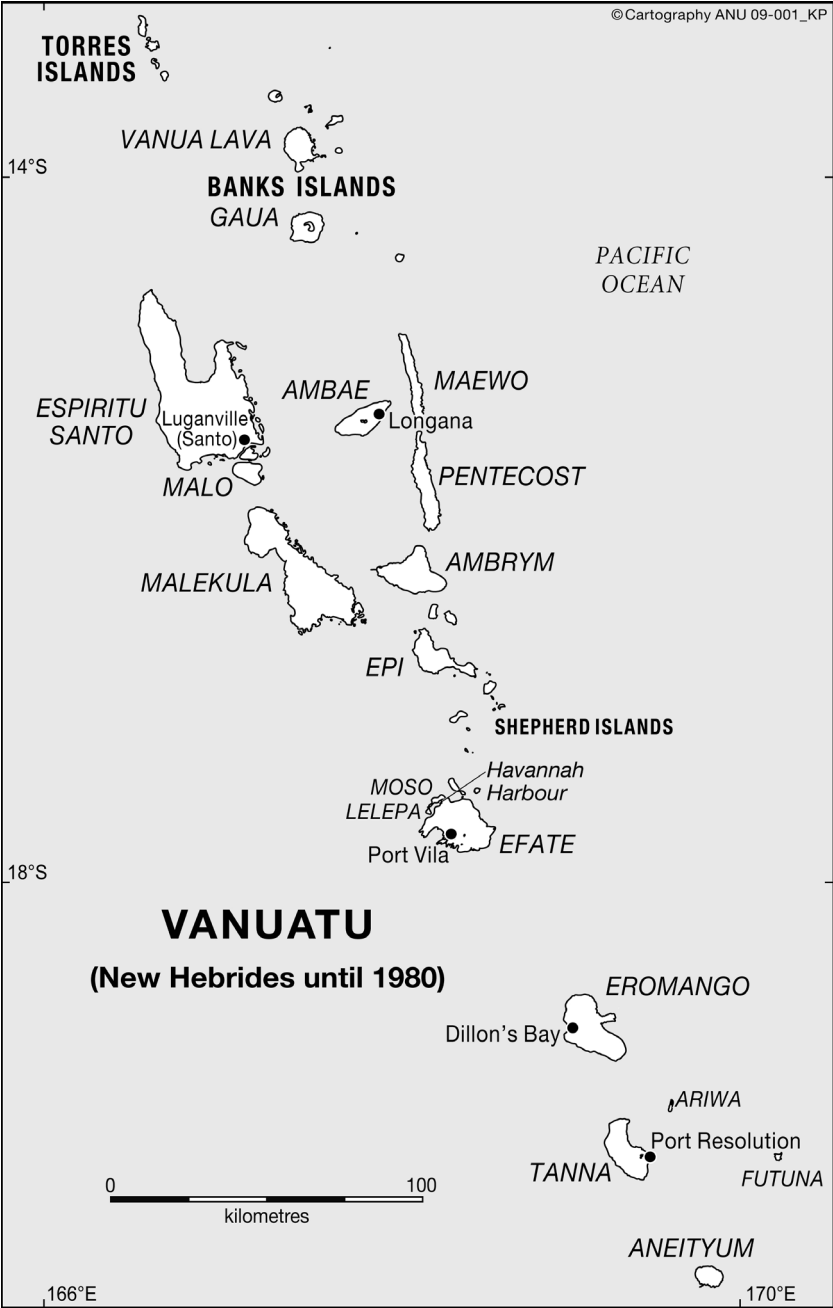 ©Cartography ANU 09-001_KP
TORRES
ISLANDS
VANUA LAVA
14°S
BANKS ISLANDS
GAUA
PACIFIC
OCEAN
AMBAE
MAEWO
ESPIRITU
SANTO
Luganville
(Santo)
Longana
MALO
PENTECOST
MALEKULA
AMBRYM
EPI
SHEPHERD ISLANDS
Havannah
Harbour
MOSO
LELEPA
Port Vila
EFATE
18°S
VANUATU
(New Hebrides until 1980)
EROMANGO
Dillon's Bay
ARIWA
Port Resolution
TANNA
FUTUNA
0 100
kilometres
ANEITYUM
166°E 170°E